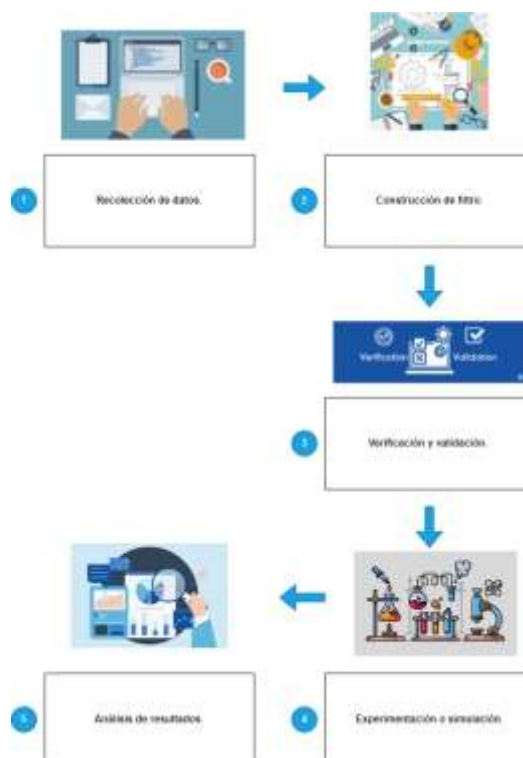 1
Recolección de datos.
2
Construcción de filtro.
Verification
Validation
3
Verificación y validación.
5
Análisis de resultados.
4
Experimentación o simulación.